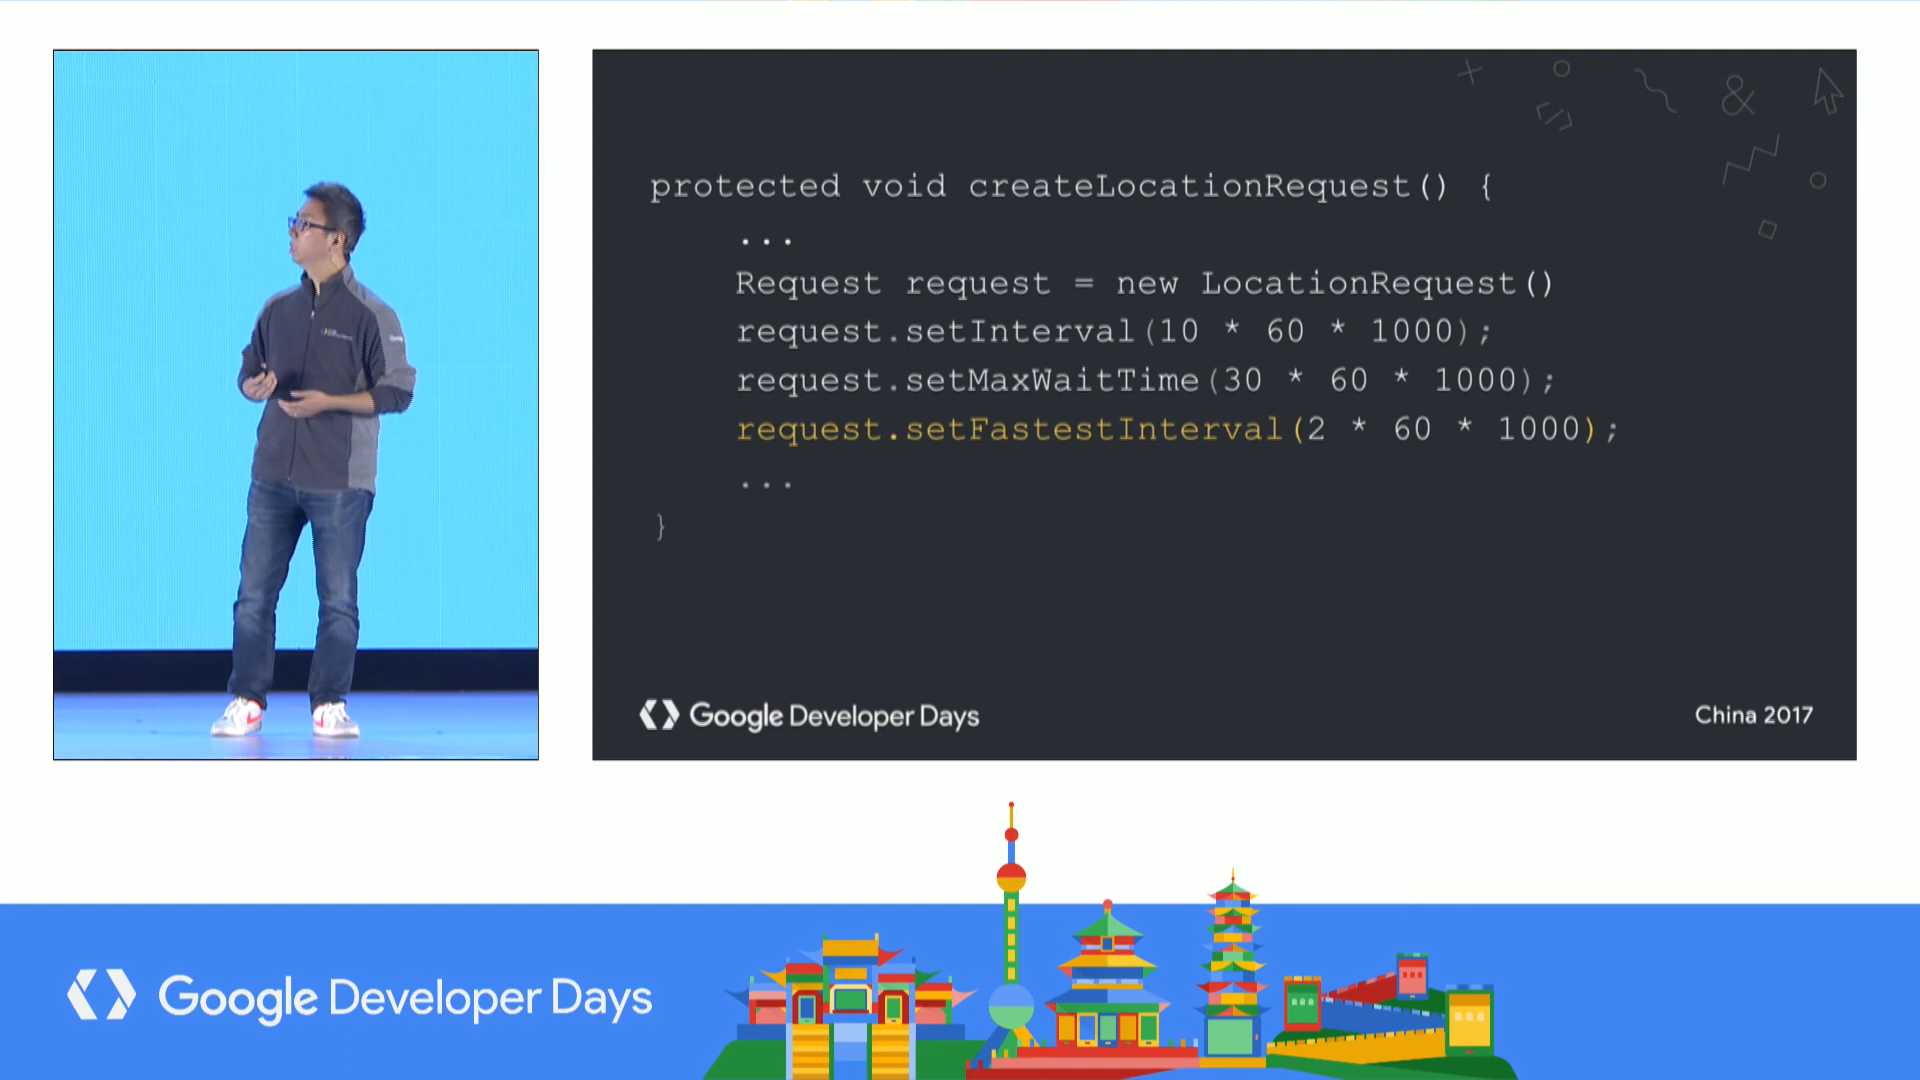 protected void createLocationRequest() {
...
Request request = new LocationRequest()
request.setInterval(10 * 60 * 1000);
request.setMaxWaitTime(30 * 60 * 1000);
request.setFastestInterval(2 * 60 * 1000);
...
}
Google Developer Days
China 2017
Google Developer Days